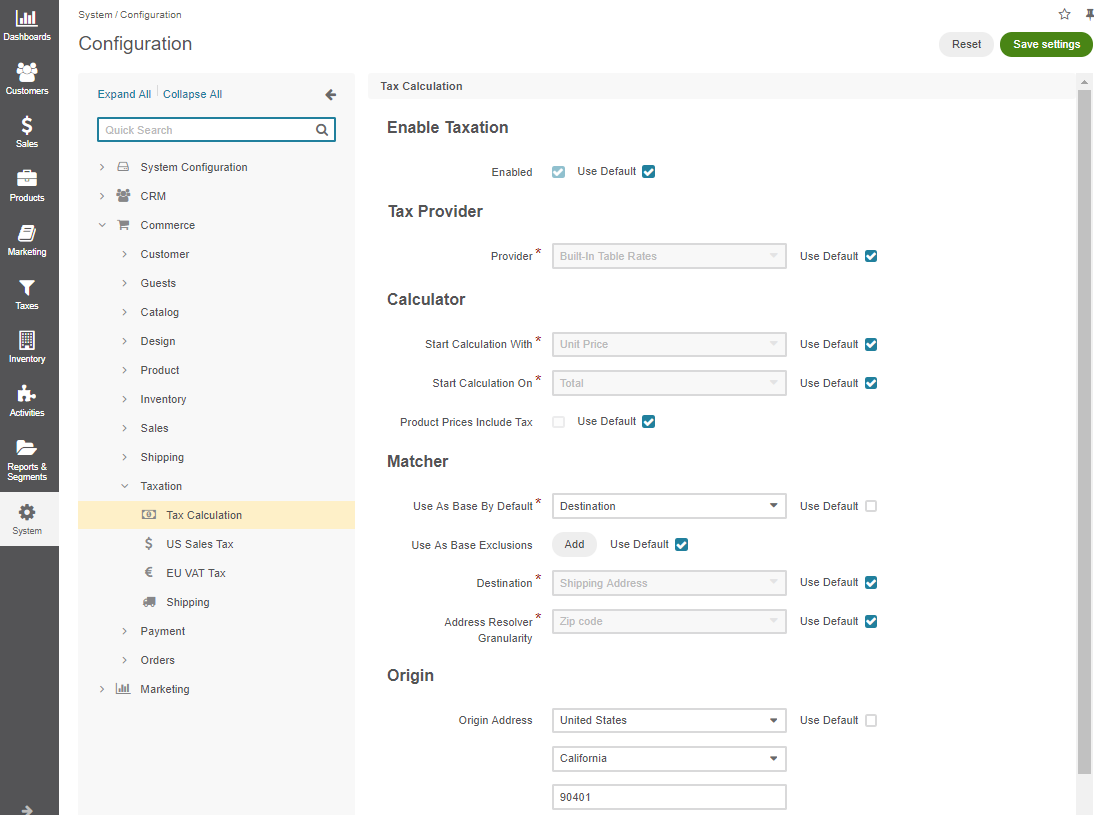 Dashboards
Customers
Sales
Products
Marketing
Taxes
Inventory
Activities
Reports &
Segments
System
System / Configuration
Configuration
Reset
Save settings
Expand All
Collapse All
Quick Search
System Configuration
CRM
Commerce
Customer
Guests
Catalog
Design
Product
Inventory
Sales
Shipping
Taxation
Tax Calculation
US Sales Tax
EU VAT Tax
Shipping
Payment
Orders
Marketing
Tax Calculation
Enable Taxation
Enabled Use Default
Tax Provider
Provider * Built-In Table Rates Use Default
Calculator
Start Calculation With * Unit Price Use Default
Start Calculation On * Total Use Default
Product Prices Include Tax Use Default
Matcher
Use As Base By Default * Destination Use Default
Use As Base Exclusions Add Use Default
Destination * Shipping Address Use Default
Address Resolver * Zip code Use Default
Granularity
Origin
Origin Address United States Use Default
California
90401